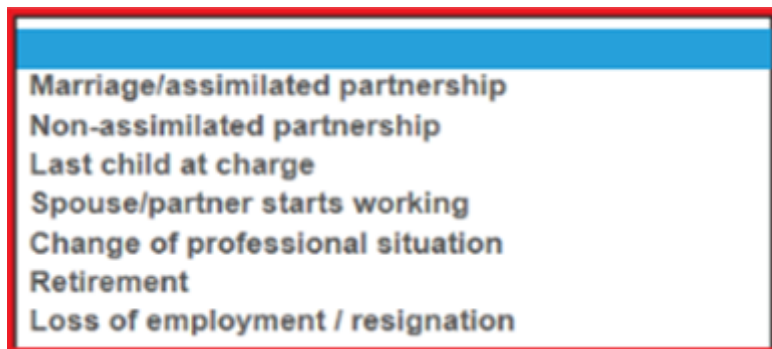 Marriage/assimilated partnership
Non-assimilated partnership
Last child at charge
Spouse/partner starts working
Change of professional situation
Retirement
Loss of employment / resignation